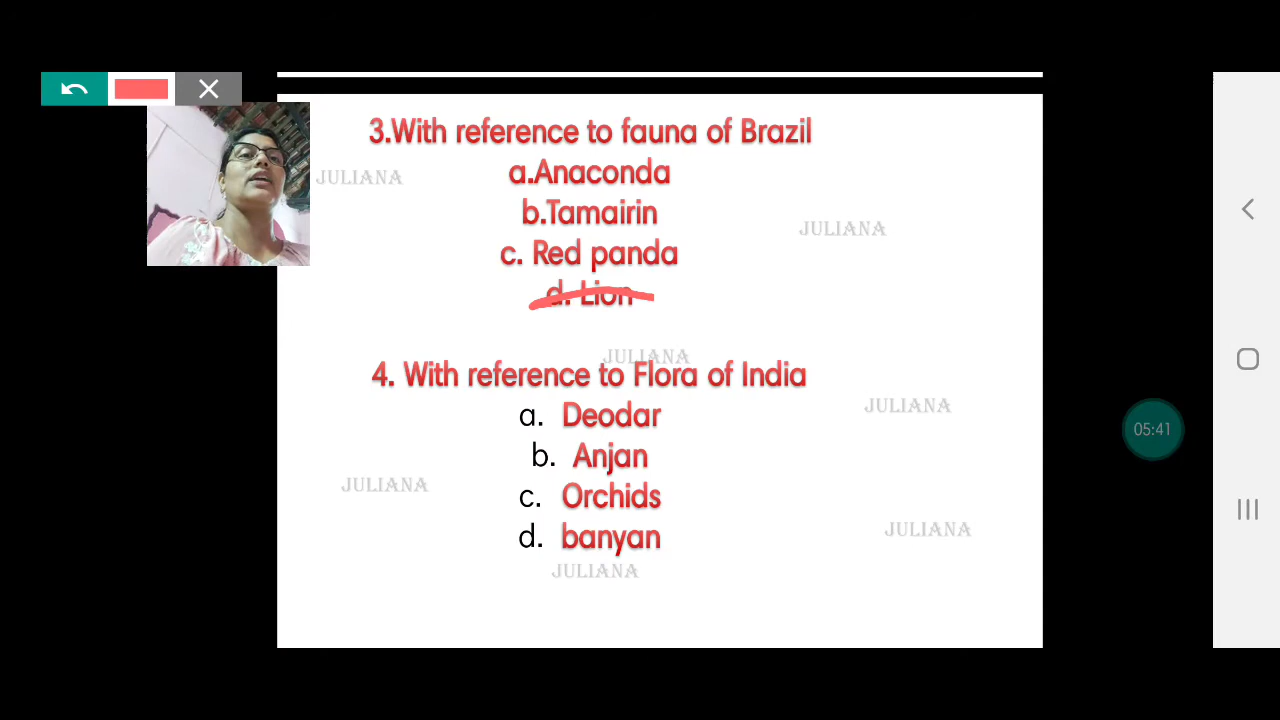 3.With reference to fauna of Brazil
a.Anaconda
JULIANA
b.Tamairin
JULIANA
c. Red panda
d. Lion
JULIANA
4. With reference to Flora of India
JULIANA
a. Deodar
05:41
b. Anjan
JULIANA
c. Orchids
JULIANA
d. banyan
JULIANA